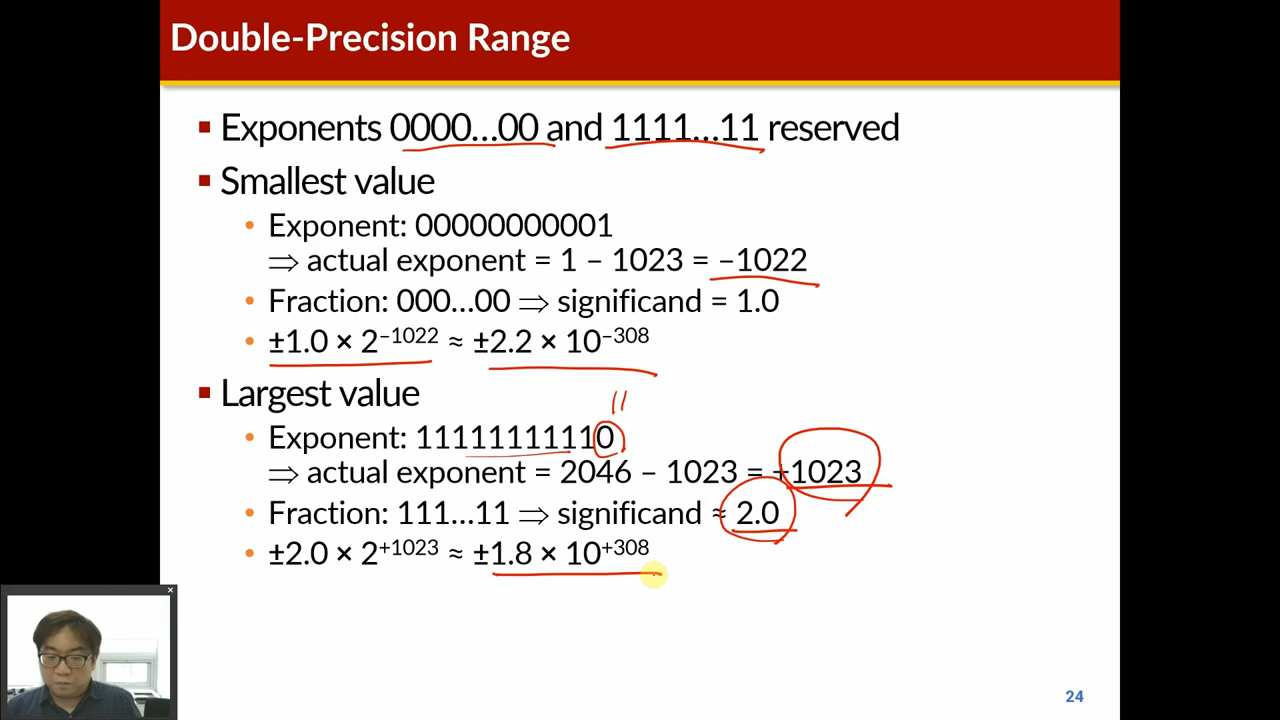 Double-Precision Range
▪ Exponents 0000...00 and 1111...11 reserved
▪ Smallest value
• Exponent: 00000000001
⇒ actual exponent = 1 – 1023 = –1022
• Fraction: 000...00 ⇒ significand = 1.0
• ±1.0 × 2⁻¹⁰²² ≈ ±2.2 × 10⁻³⁰⁸
▪ Largest value
• Exponent: 11111111110
⇒ actual exponent = 2046 – 1023 = +1023
• Fraction: 111...11 ⇒ significand ≈ 2.0
• ±2.0 × 2⁺¹⁰²³ ≈ ±1.8 × 10⁺³⁰⁸
24